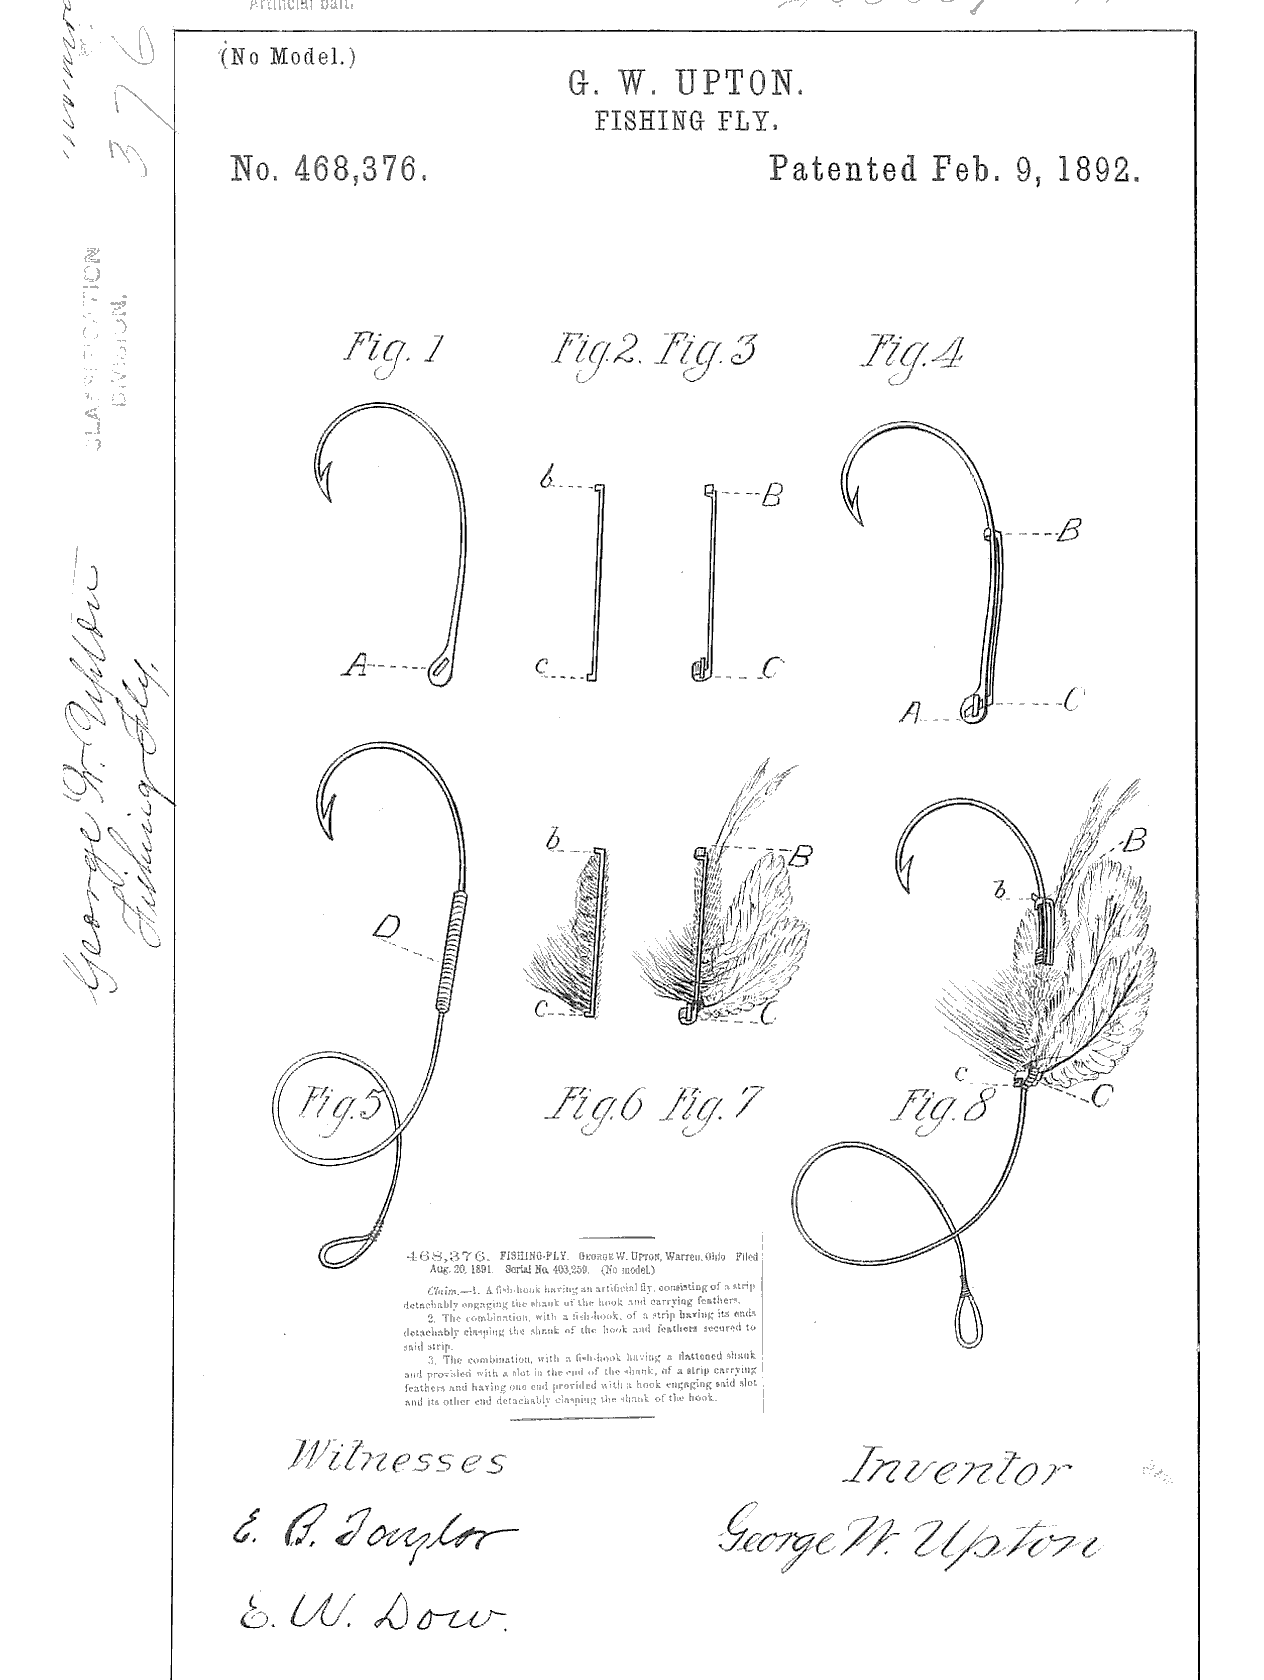 Artificial bait.
(No Model.)
G. W. UPTON.
FISHING FLY.
No. 468,376.
Patented Feb. 9, 1892.
376
CLASSIFICATION
DIVISION.
George W. Upton
Fishing Fly.
Fig. 1
Fig. 2.
Fig. 3
Fig. 4
b
B
B
A
c
C
A
C
D
b
B
b
B
C
C
c
C
Fig. 5
Fig. 6
Fig. 7
Fig. 8
468,376. FISHING-FLY. GEORGE W. UPTON, Warren, Ohio Filed
Aug. 20, 1891. Serial No. 403,259. (No model.)
Claim.—1. A fish-hook having an artificial fly, consisting of a strip
detachably engaging the shank of the hook and carrying feathers.
2. The combination, with a fish-hook, of a strip having its ends
detachably clasping the shank of the hook and feathers secured to
said strip.
3. The combination, with a fish-hook having a flattened shank
and provided with a slot in the end of the shank, of a strip carrying
feathers and having one end provided with a hook engaging said slot
and its other end detachably clasping the shank of the hook.
Witnesses
Inventor
E. B. Taylor
George W. Upton
E. W. Dow.